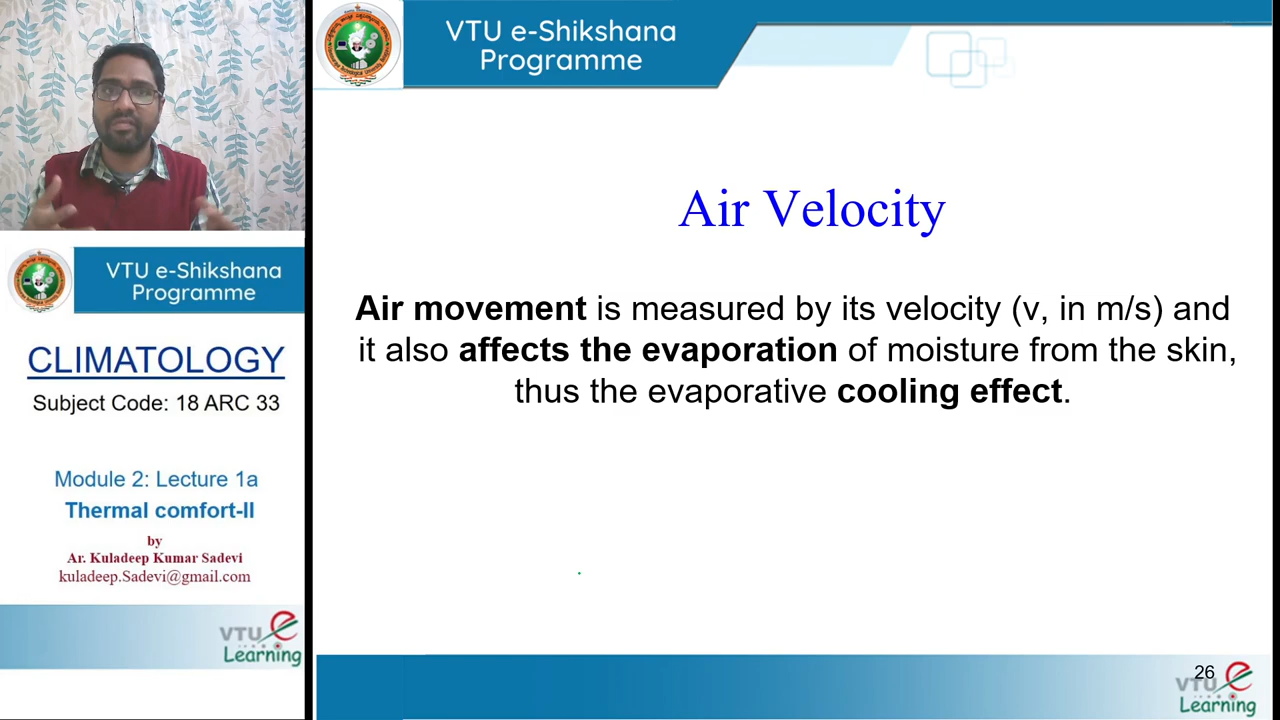 VTU e-Shikshana
Programme
CLIMATOLOGY
Subject Code: 18 ARC 33
Module 2: Lecture 1a
Thermal comfort-II
by
Ar. Kuladeep Kumar Sadevi
kuladeep.Sadevi@gmail.com
VTU e
Learning
VTU e-Shikshana
Programme
Air Velocity
Air movement is measured by its velocity (v, in m/s) and
it also affects the evaporation of moisture from the skin,
thus the evaporative cooling effect.
26
VTU e
Learning